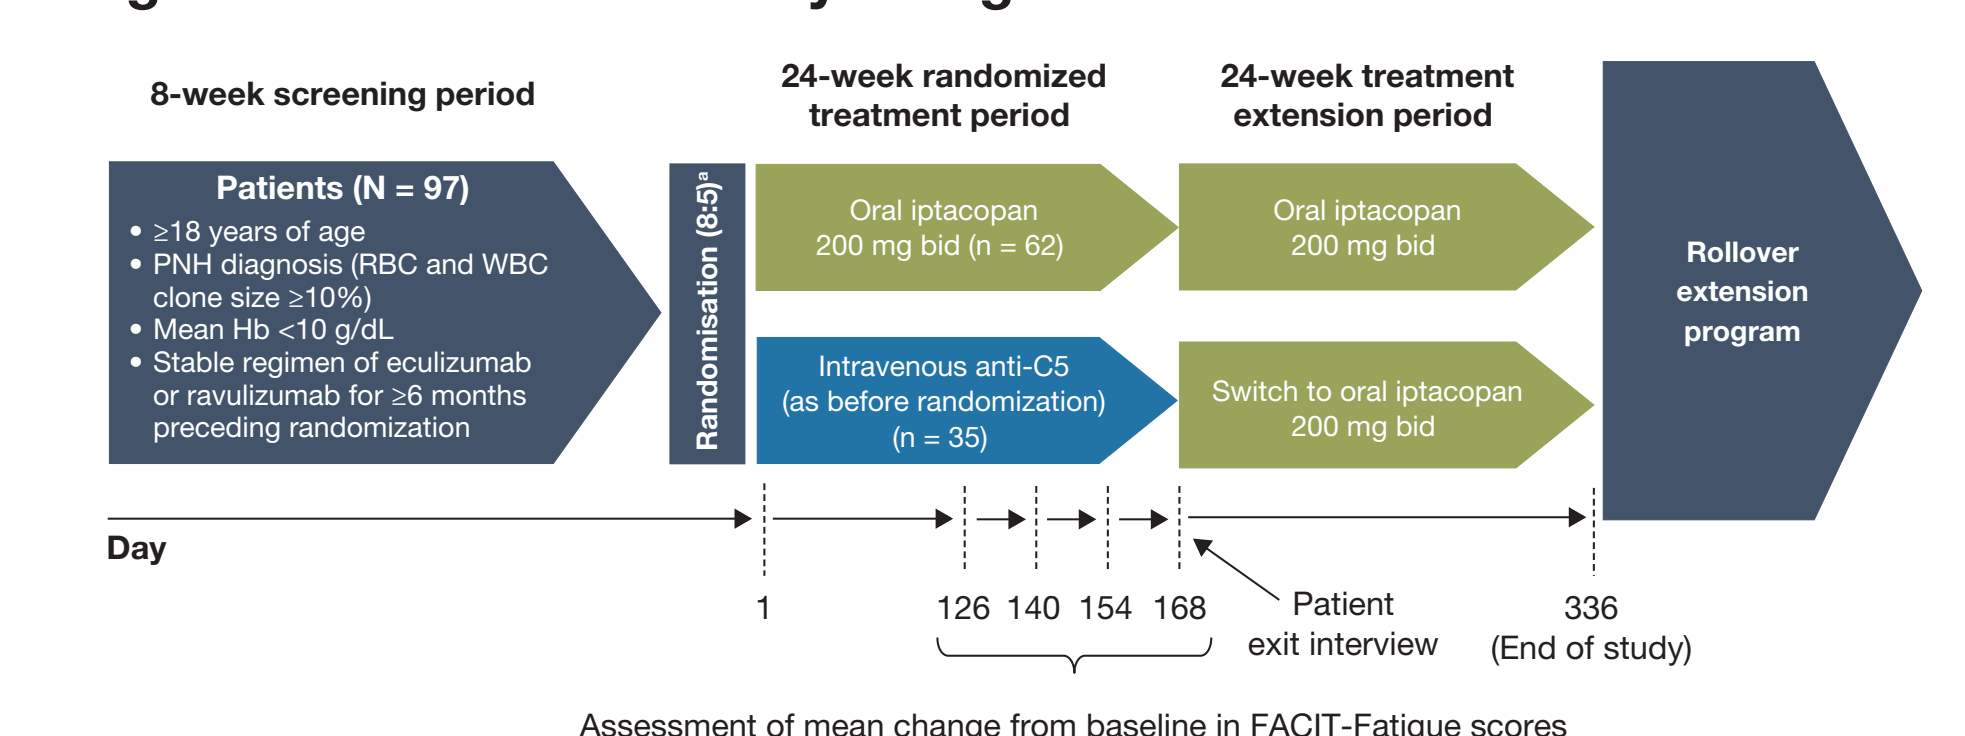 8-week screening period
24-week randomized
treatment period
24-week treatment
extension period
Patients (N = 97)
• ≥18 years of age
• PNH diagnosis (RBC and WBC
clone size ≥10%)
• Mean Hb <10 g/dL
• Stable regimen of eculizumab
or ravulizumab for ≥6 months
preceding randomization
Randomisation (8:5)ᵃ
Oral iptacopan
200 mg bid (n = 62)
Intravenous anti-C5
(as before randomization)
(n = 35)
Oral iptacopan
200 mg bid
Switch to oral iptacopan
200 mg bid
Rollover
extension
program
Day
1
126 140 154 168
Patient
exit interview
336
(End of study)
Assessment of mean change from baseline in FACIT-Fatigue scores